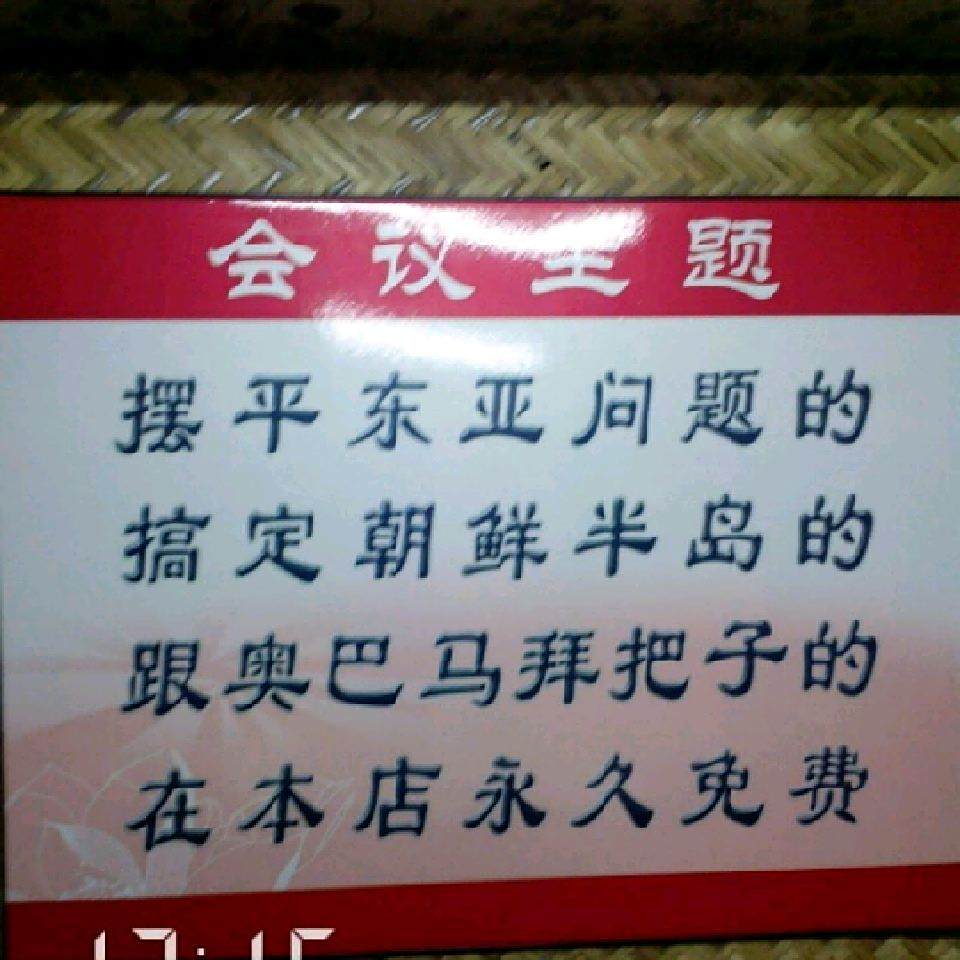 会议主题
摆平东亚问题的
搞定朝鲜半岛的
跟奥巴马拜把子的
在本店永久免费